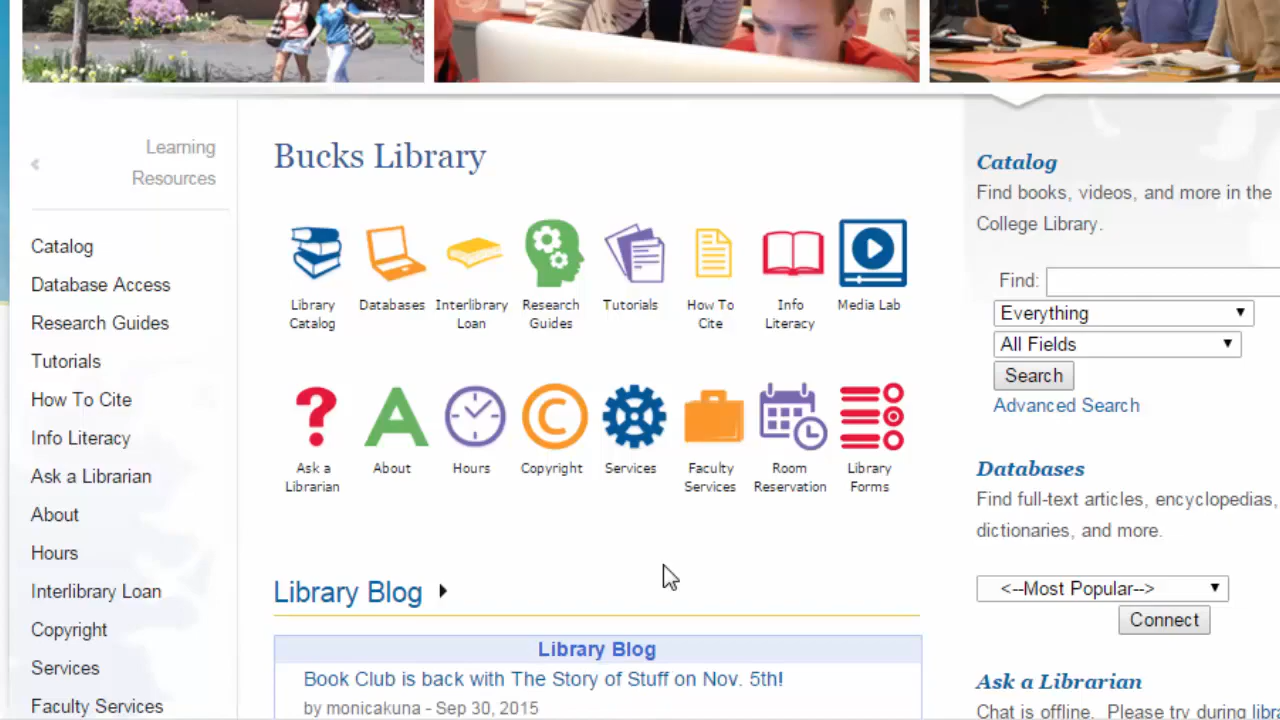 Learning
Resources
Catalog
Database Access
Research Guides
Tutorials
How To Cite
Info Literacy
Ask a Librarian
About
Hours
Interlibrary Loan
Copyright
Services
Faculty Services
Bucks Library
Library
Catalog
Databases
Interlibrary
Loan
Research
Guides
Tutorials
How To
Cite
Info
Literacy
Media Lab
Ask a
Librarian
About
Hours
Copyright
Services
Faculty
Services
Room
Reservation
Library
Forms
Library Blog
Library Blog
Book Club is back with The Story of Stuff on Nov. 5th!
by monicakuna - Sep 30, 2015
Catalog
Find books, videos, and more in the
College Library.
Find:
Everything
All Fields
Search
Advanced Search
Databases
Find full-text articles, encyclopedias,
dictionaries, and more.
<--Most Popular-->
Connect
Ask a Librarian
Chat is offline. Please try during libr